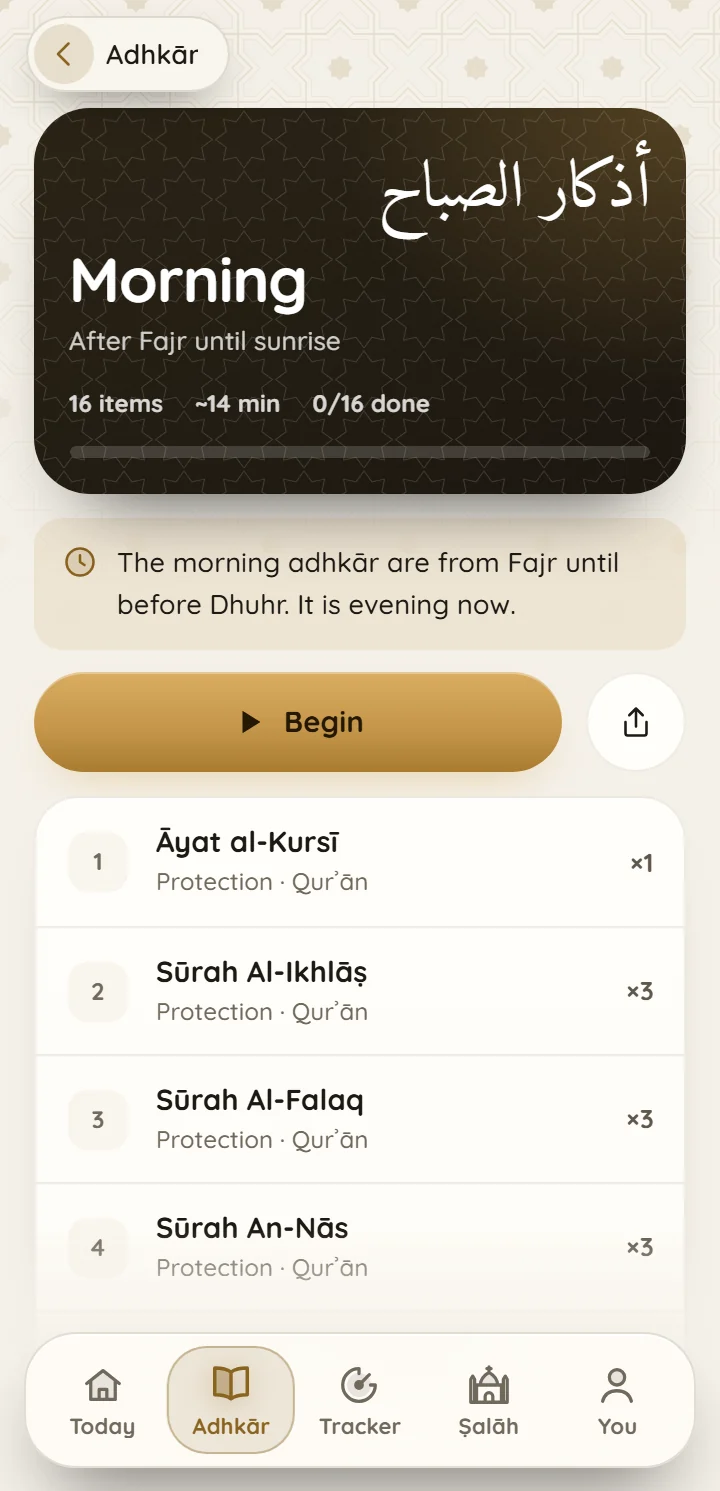 Adhkār
أذكار الصباح
Morning
After Fajr until sunrise
16 items ~14 min 0/16 done
The morning adhkār are from Fajr until
before Dhuhr. It is evening now.
Begin
1 Āyat al-Kursī ×1
Protection · Qurʾān
2 Sūrah Al-Ikhlāṣ ×3
Protection · Qurʾān
3 Sūrah Al-Falaq ×3
Protection · Qurʾān
4 Sūrah An-Nās ×3
Protection · Qurʾān
Today Adhkār Tracker Ṣalāh You